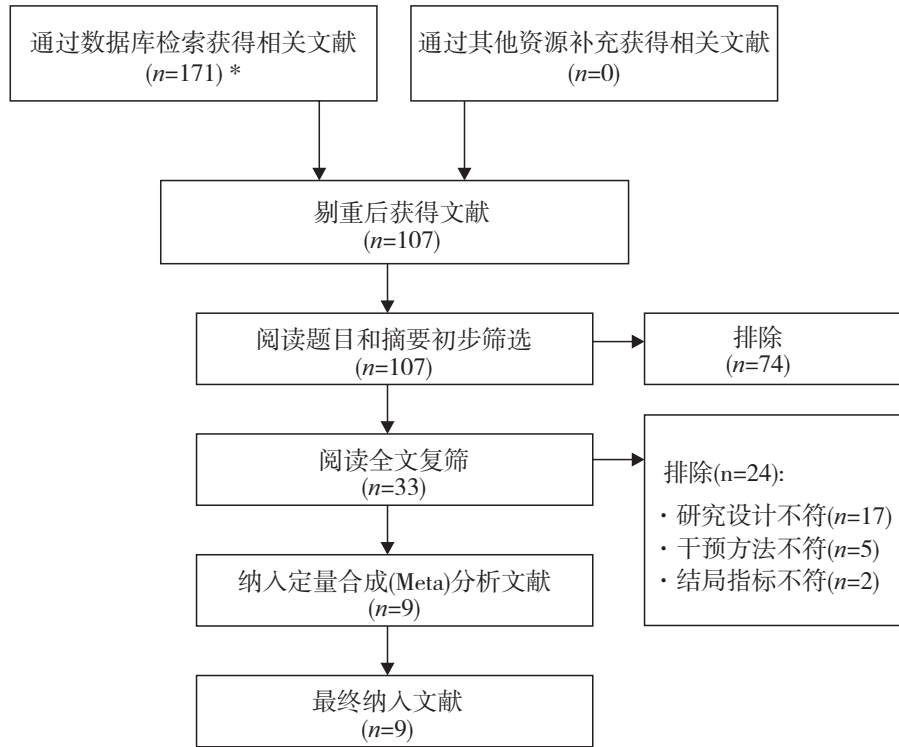 通过数据库检索获得相关文献
(n=171) *
通过其他资源补充获得相关文献
(n=0)
剔重后获得文献
(n=107)
阅读题目和摘要初步筛选
(n=107)
排除
(n=74)
阅读全文复筛
(n=33)
排除(n=24):
·研究设计不符(n=17)
·干预方法不符(n=5)
·结局指标不符(n=2)
纳入定量合成(Meta)分析文献
(n=9)
最终纳入文献
(n=9)